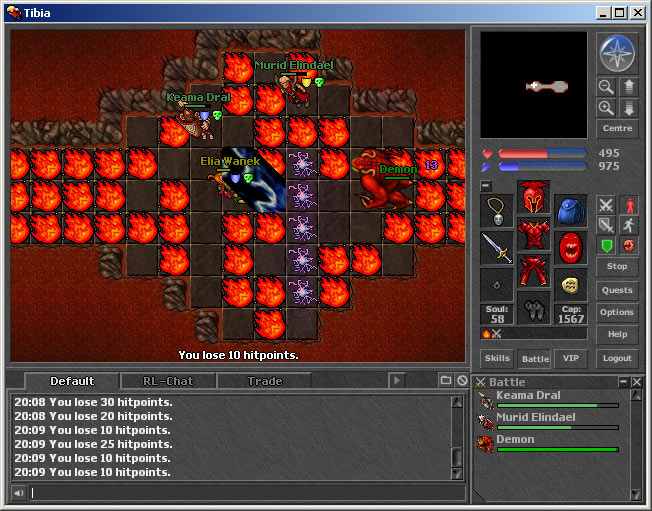 Tibia
Murid Elindael
Keama Dral
Elia Wanek
Demon
13
You lose 10 hitpoints.
Centre
495
975
Stop
Quests
Options
Help
Soul:
58
Cap:
1567
Skills
Battle
VIP
Logout
Default
RL-Chat
Trade
20:08 You lose 30 hitpoints.
20:08 You lose 20 hitpoints.
20:09 You lose 10 hitpoints.
20:09 You lose 25 hitpoints.
20:09 You lose 10 hitpoints.
20:09 You lose 10 hitpoints.
Battle
Keama Dral
Murid Elindael
Demon